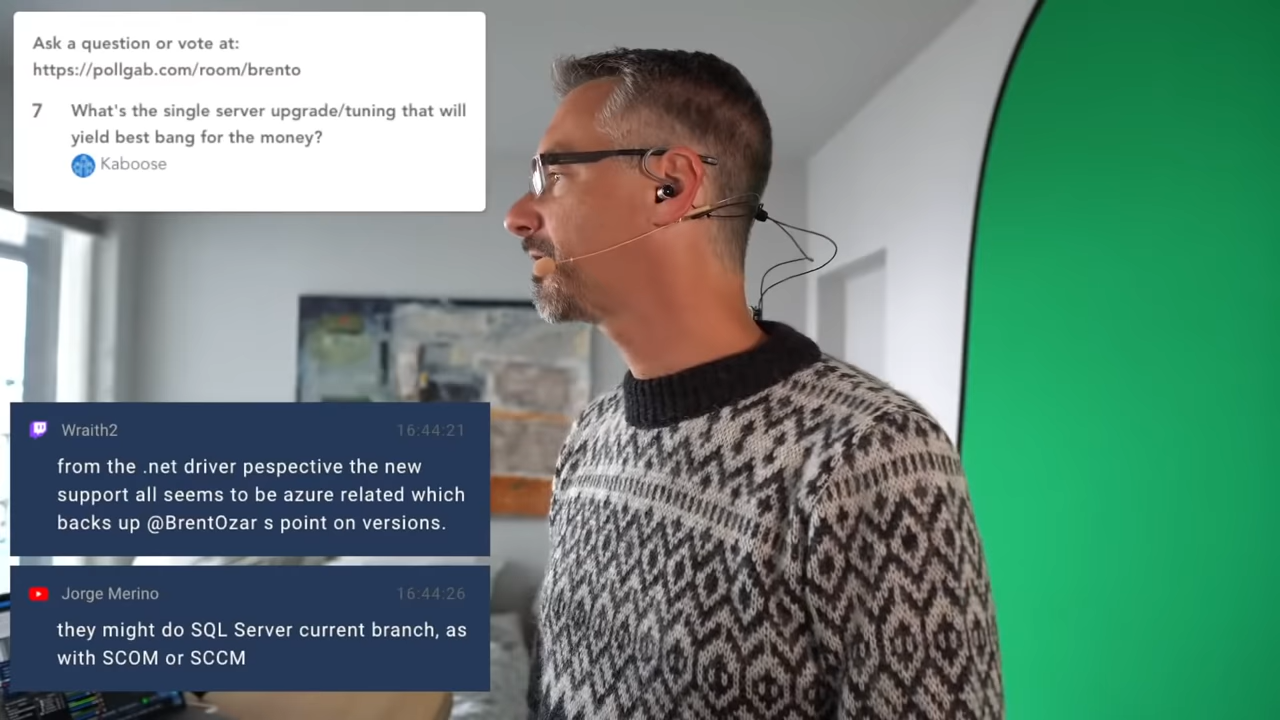 Ask a question or vote at:
https://pollgab.com/room/brento
7 What's the single server upgrade/tuning that will
yield best bang for the money?
Kaboose
Wraith2 16:44:21
from the .net driver pespective the new
support all seems to be azure related which
backs up @BrentOzar s point on versions.
Jorge Merino 16:44:26
they might do SQL Server current branch, as
with SCOM or SCCM